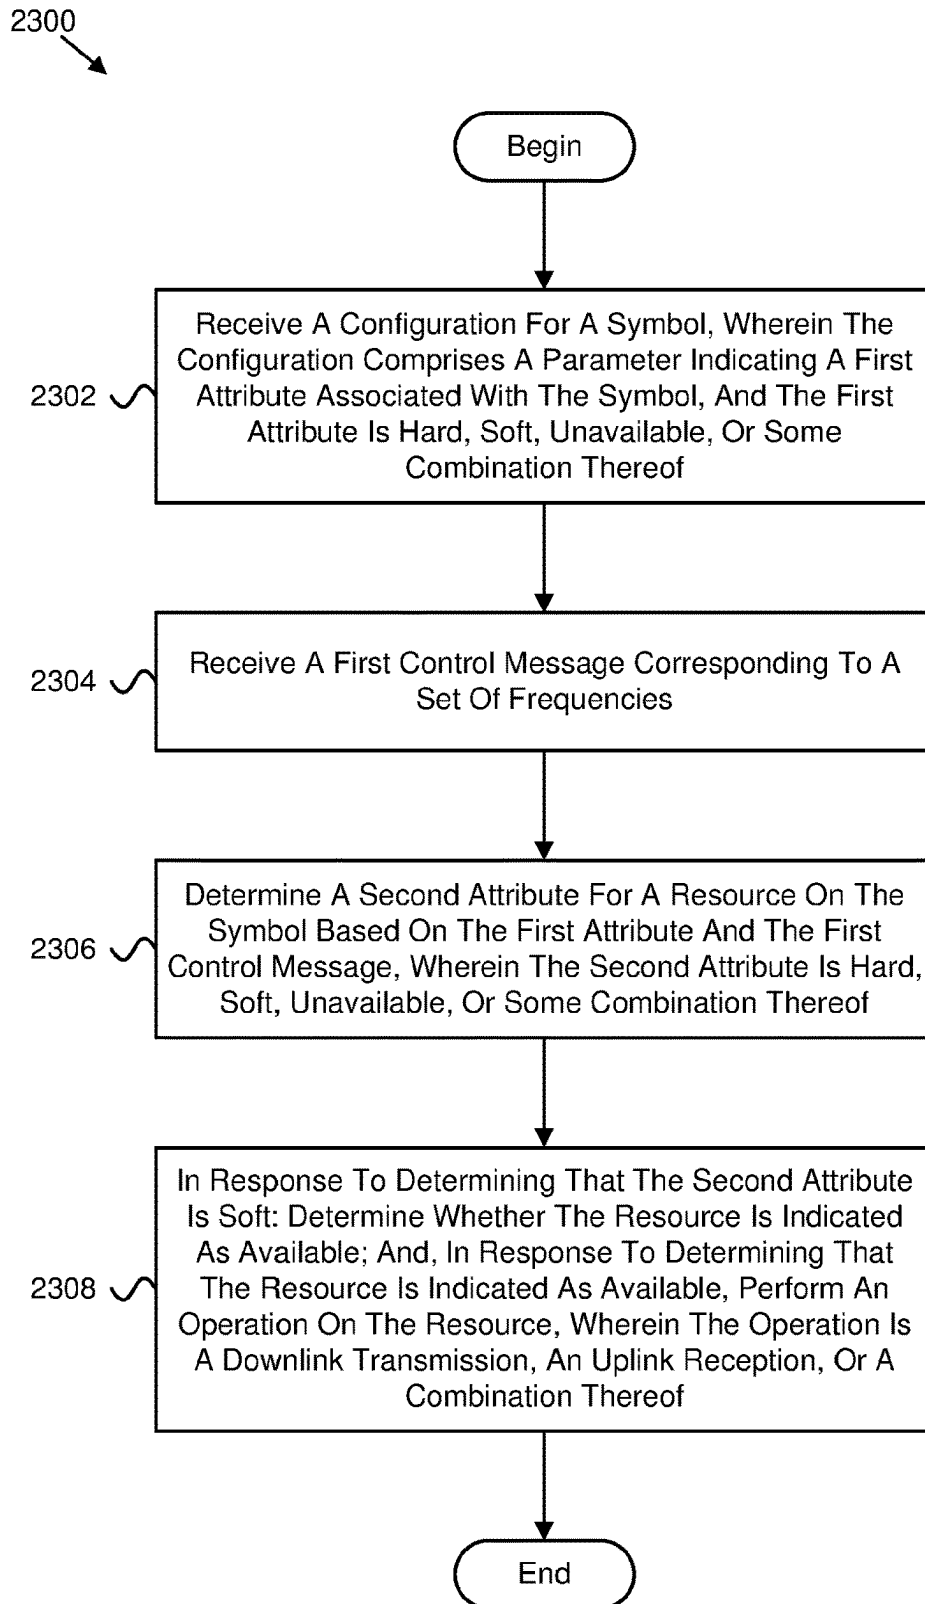 2300
Begin
2302
Receive A Configuration For A Symbol, Wherein The
Configuration Comprises A Parameter Indicating A First
Attribute Associated With The Symbol, And The First
Attribute Is Hard, Soft, Unavailable, Or Some
Combination Thereof
2304
Receive A First Control Message Corresponding To A
Set Of Frequencies
2306
Determine A Second Attribute For A Resource On The
Symbol Based On The First Attribute And The First
Control Message, Wherein The Second Attribute Is Hard,
Soft, Unavailable, Or Some Combination Thereof
2308
In Response To Determining That The Second Attribute
Is Soft: Determine Whether The Resource Is Indicated
As Available; And, In Response To Determining That
The Resource Is Indicated As Available, Perform An
Operation On The Resource, Wherein The Operation Is
A Downlink Transmission, An Uplink Reception, Or A
Combination Thereof
End